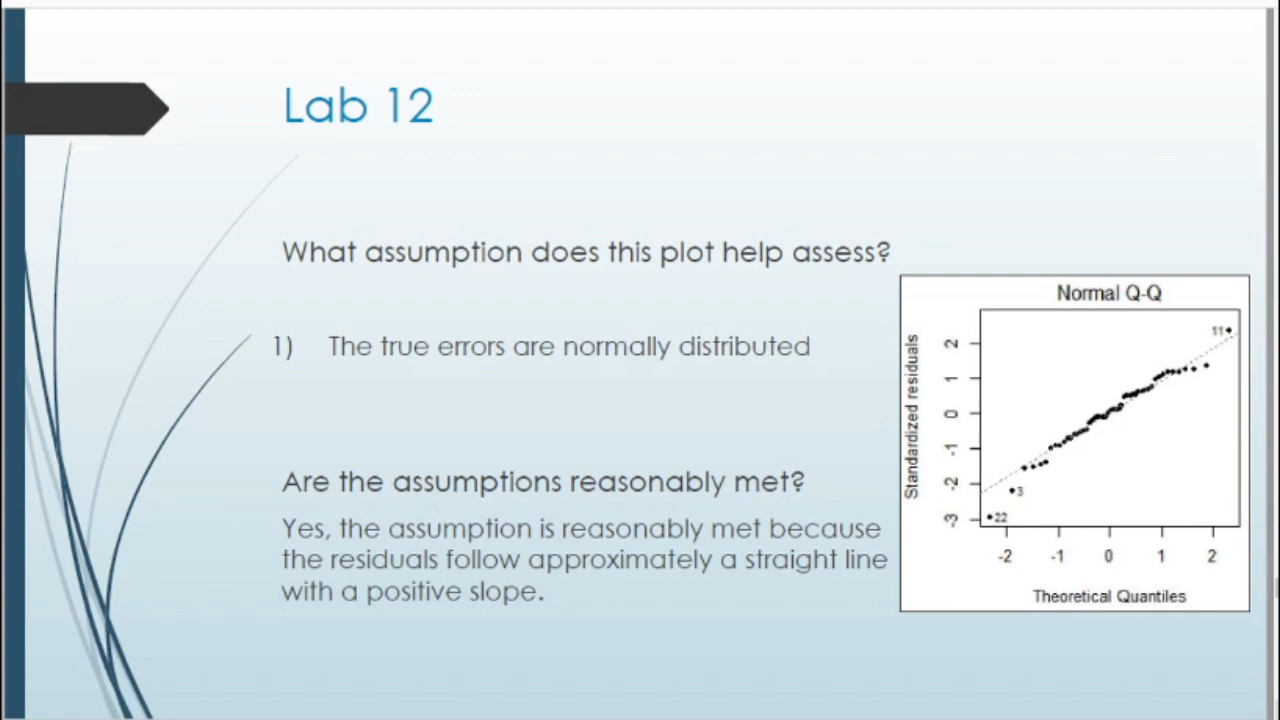 Lab 12
What assumption does this plot help assess?
1) The true errors are normally distributed
Are the assumptions reasonably met?
Yes, the assumption is reasonably met because
the residuals follow approximately a straight line
with a positive slope.
Normal Q-Q
Standardized residuals
2
1
0
-1
-2
-3
11
3
22
-2 -1 0 1 2
Theoretical Quantiles